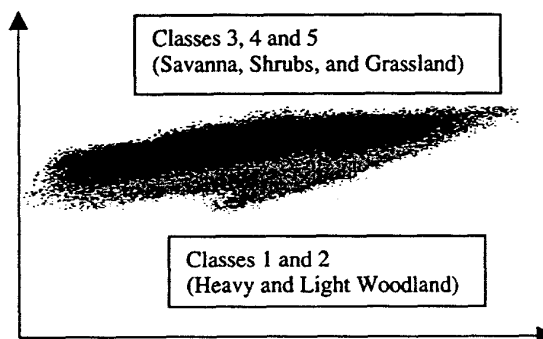 Classes 3, 4 and 5
(Savanna, Shrubs, and Grassland)
Classes 1 and 2
(Heavy and Light Woodland)